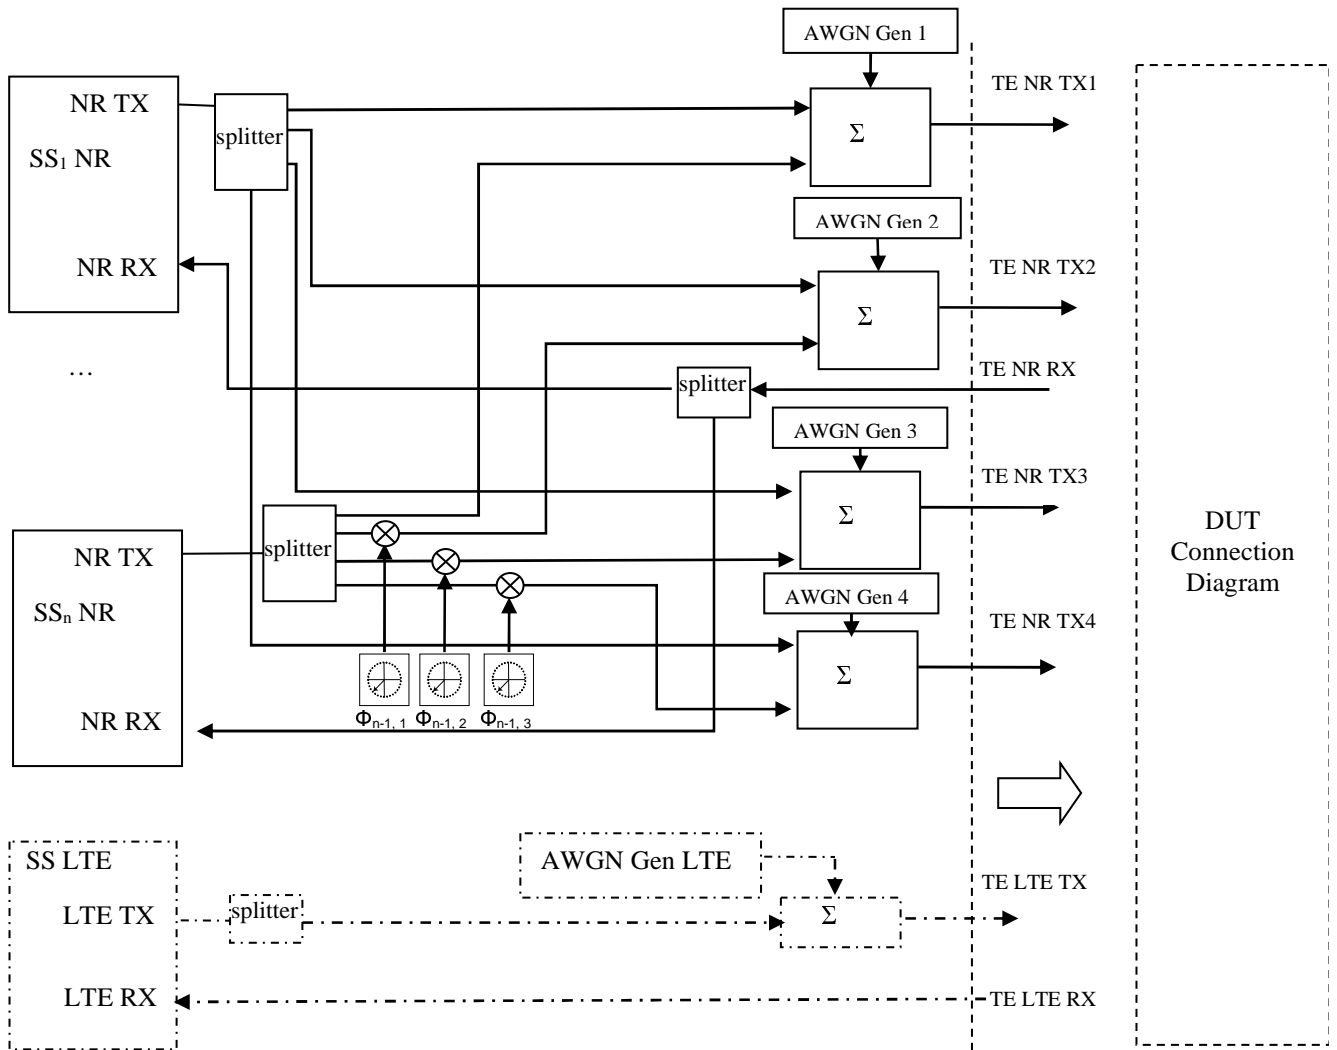 AWGN Gen 1
TE NR TX1
NR TX
splitter
SS₁ NR
Σ
AWGN Gen 2
NR RX
TE NR TX2
Σ
...
TE NR RX
splitter
AWGN Gen 3
TE NR TX3
Σ
NR TX
splitter
DUT
Connection
Diagram
SSₙ NR
AWGN Gen 4
TE NR TX4
Σ
NR RX
Φn-1, 1
Φn-1, 2
Φn-1, 3
SS LTE
AWGN Gen LTE
TE LTE TX
LTE TX
splitter
Σ
LTE RX
TE LTE RX